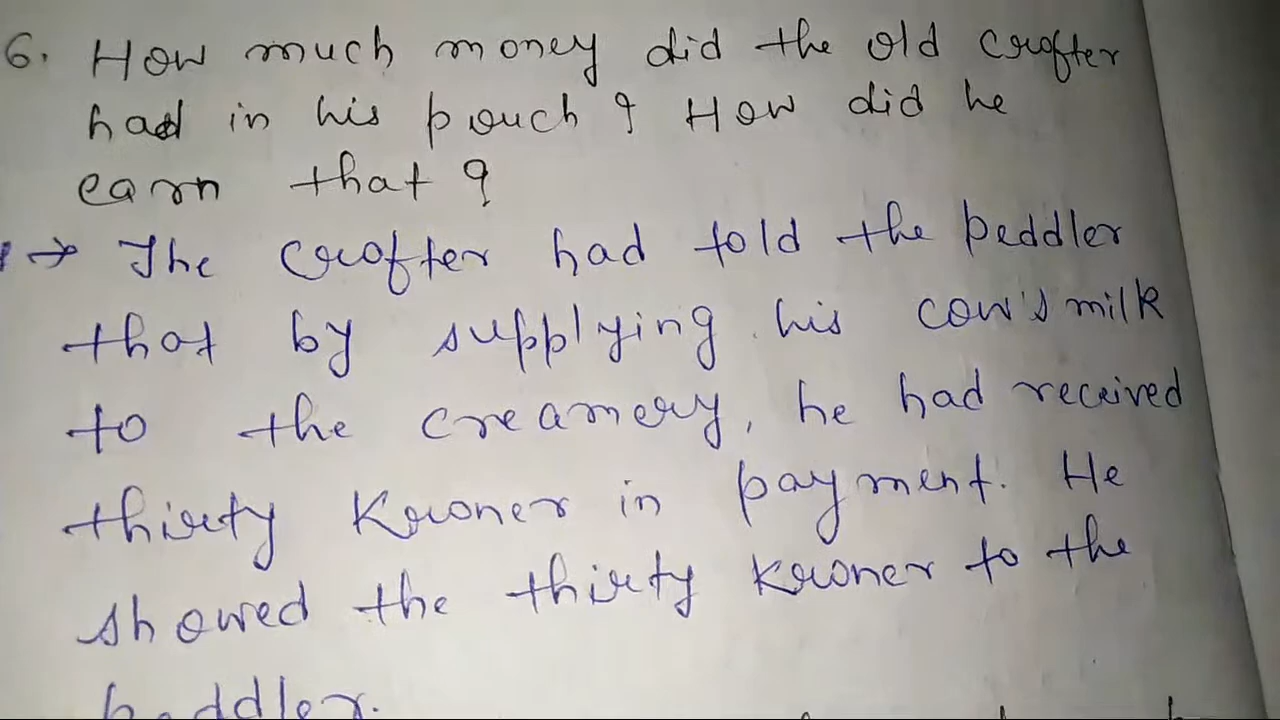 6. How much money did the old crofter
had in his pouch ? How did he
earn that ?
→ The crofter had told the peddler
that by supplying his cow's milk
to the creamery, he had received
thirty Kroner in payment. He
showed the thirty kroner to the
peddler.